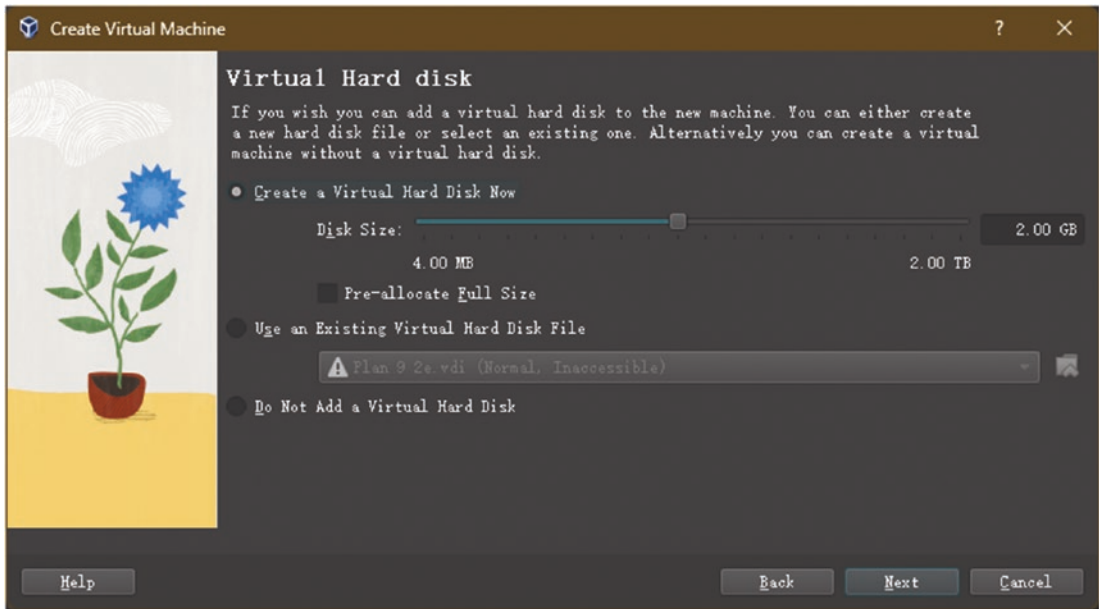 Create Virtual Machine
?
Virtual Hard disk
If you wish you can add a virtual hard disk to the new machine. You can either create
a new hard disk file or select an existing one. Alternatively you can create a virtual
machine without a virtual hard disk.
Create a Virtual Hard Disk Now
Disk Size:
2.00 GB
4.00 MB
2.00 TB
Pre-allocate Full Size
Use an Existing Virtual Hard Disk File
Plan 9 2e.vdi (Normal, Inaccessible)
Do Not Add a Virtual Hard Disk
Help
Back
Next
Cancel